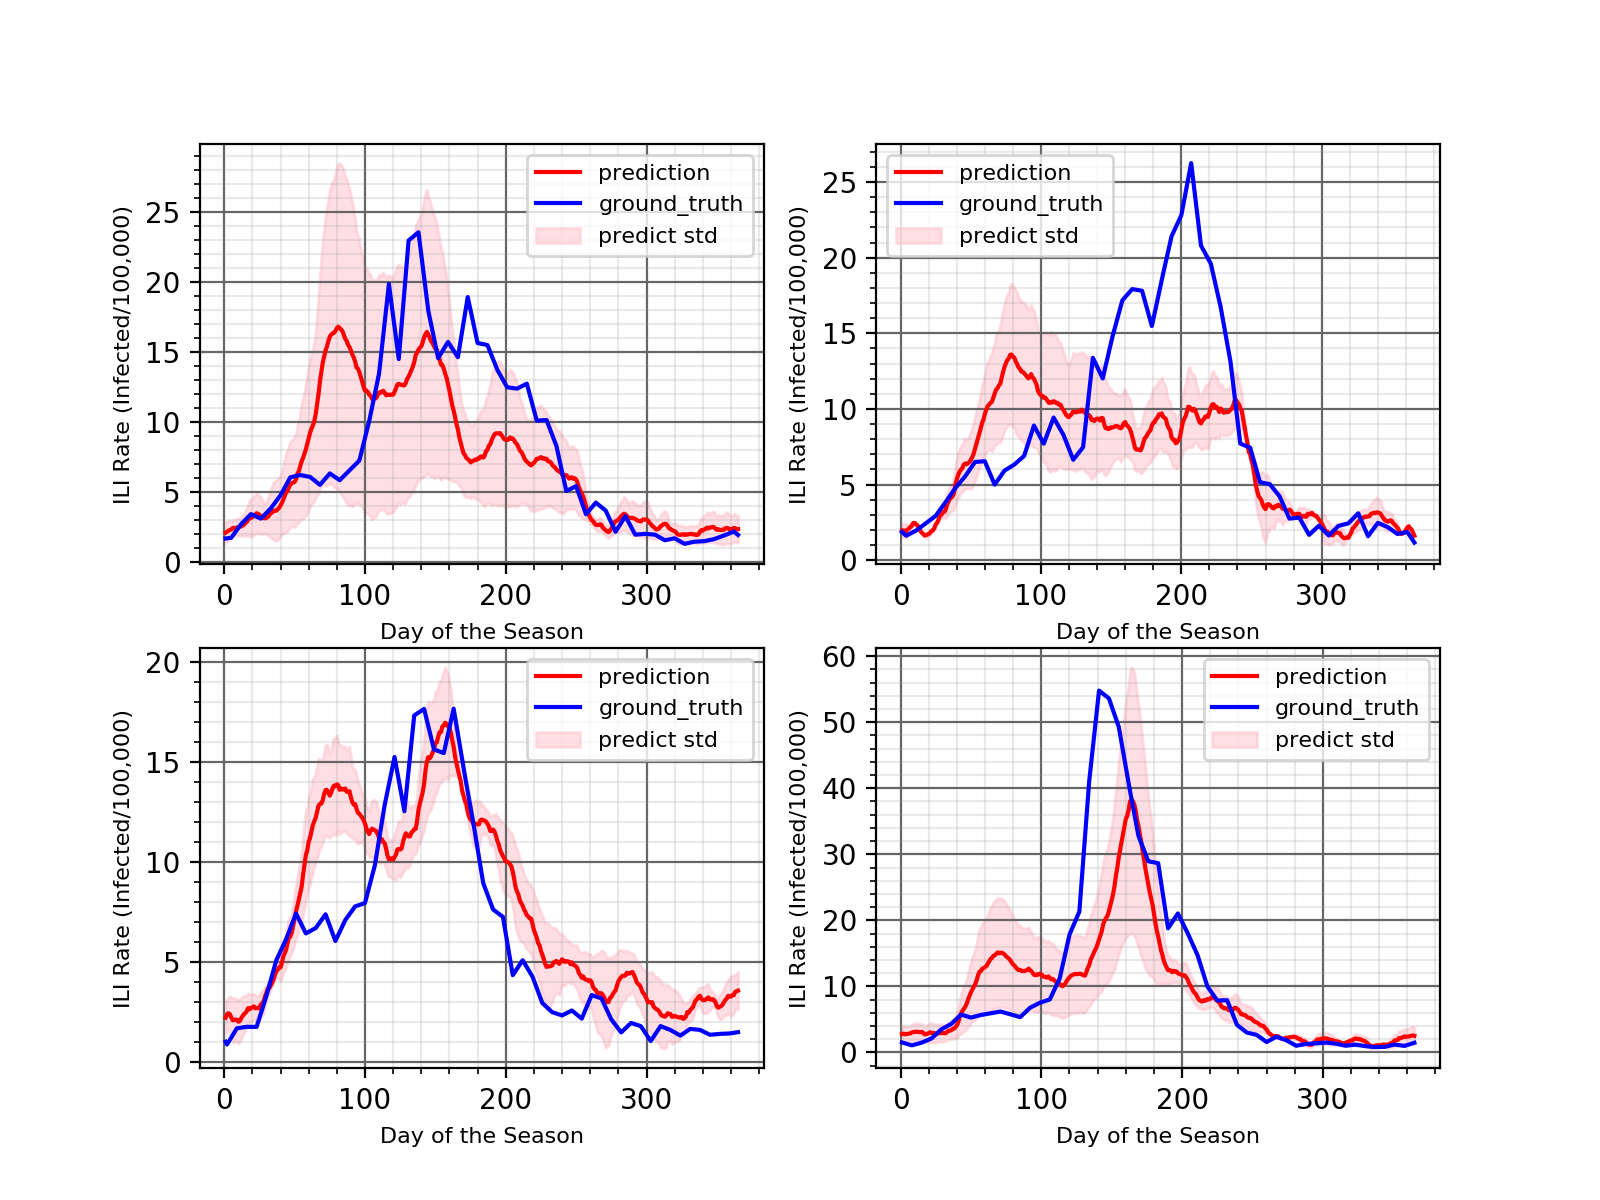 prediction
ground_truth
predict std
ILI Rate (Infected/100,000)
25
20
15
10
5
0
0 100 200 300
Day of the Season
prediction
ground_truth
predict std
ILI Rate (Infected/100,000)
25
20
15
10
5
0
0 100 200 300
Day of the Season
prediction
ground_truth
predict std
ILI Rate (Infected/100,000)
20
15
10
5
0
0 100 200 300
Day of the Season
prediction
ground_truth
predict std
ILI Rate (Infected/100,000)
60
50
40
30
20
10
0
0 100 200 300
Day of the Season